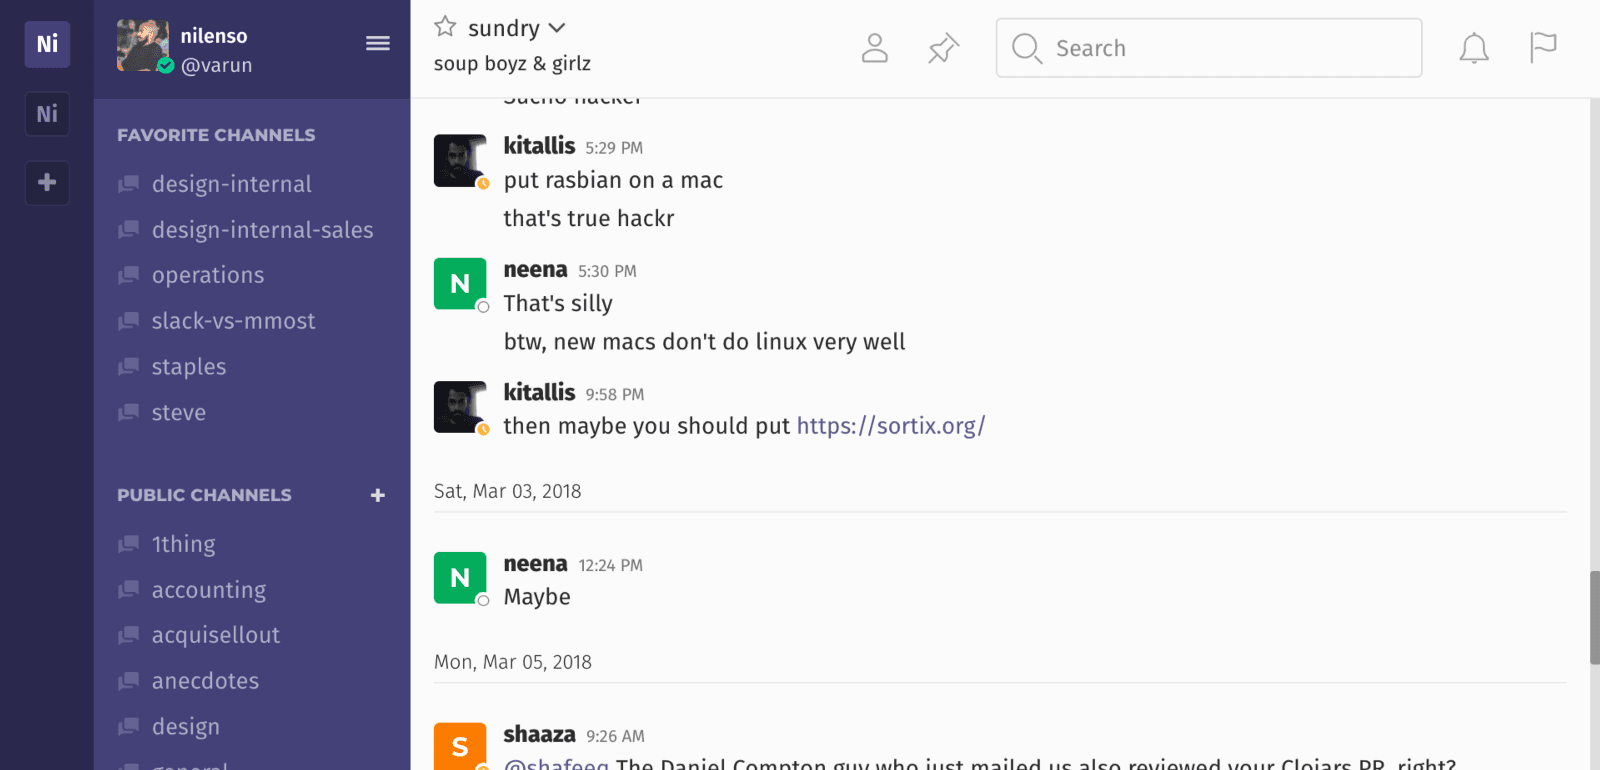 Ni
Ni
nilenso
@varun
FAVORITE CHANNELS
design-internal
design-internal-sales
operations
slack-vs-mmost
staples
steve
PUBLIC CHANNELS
1thing
accounting
acquisellout
anecdotes
design
general
sundry
soup boyz & girlz
Search
kitallis 5:29 PM
put rasbian on a mac
that's true hackr
neena 5:30 PM
That's silly
btw, new macs don't do linux very well
kitallis 9:58 PM
then maybe you should put https://sortix.org/
Sat, Mar 03, 2018
N
neena 12:24 PM
Maybe
Mon, Mar 05, 2018
S
shaaza 9:26 AM
@shafeeq The Daniel Compton guy who just mailed us also reviewed your Clojars PR, right?